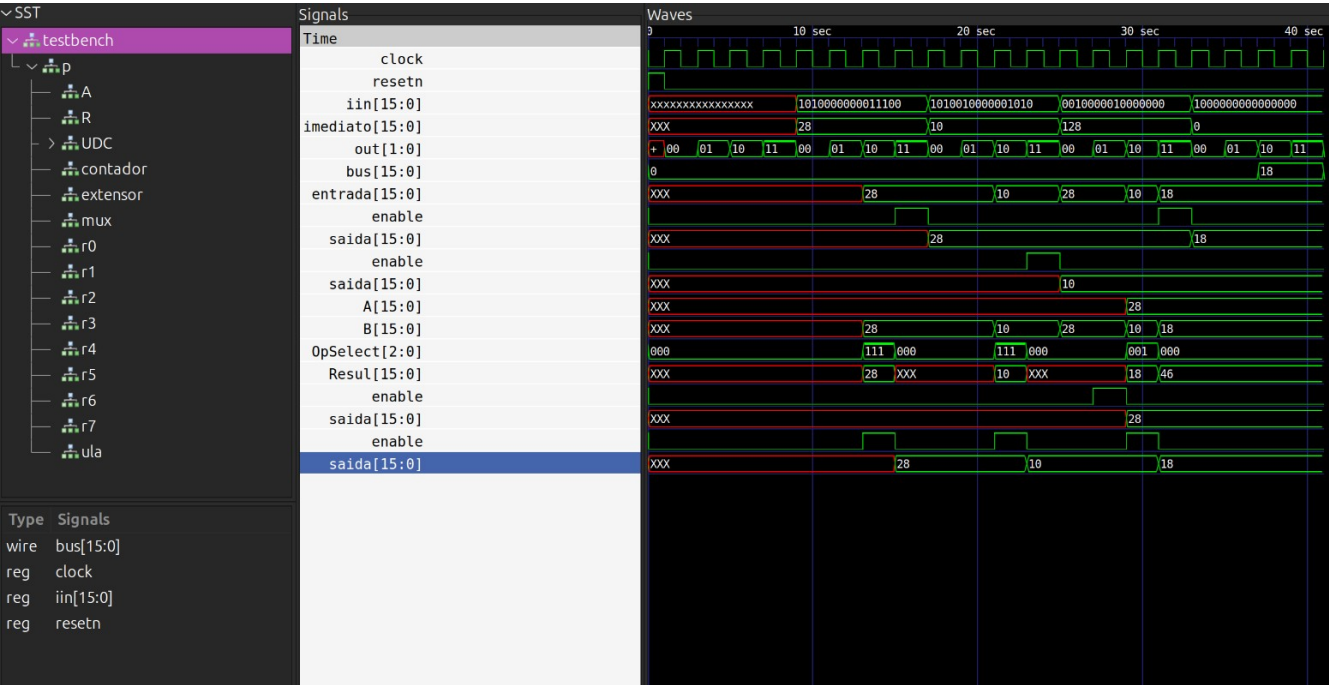 SST
testbench
p
A
R
UDC
contador
extensor
mux
r0
r1
r2
r3
r4
r5
r6
r7
ula
Type Signals
wire bus[15:0]
reg clock
reg iin[15:0]
reg resetn
Signals
Time
clock
resetn
iin[15:0]
imediato[15:0]
out[1:0]
bus[15:0]
entrada[15:0]
enable
saida[15:0]
enable
saida[15:0]
A[15:0]
B[15:0]
OpSelect[2:0]
Resul[15:0]
enable
saida[15:0]
enable
saida[15:0]
Waves
0 10 sec 20 sec 30 sec 40 sec
xxxxxxxxxxxxxxxx 1010000000011100 1010010000001010 0010000010000000 1000000000000000
XXX 28 10 128 0
+ 00 01 10 11 00 01 10 11 00 01 10 11 00 01 10 11 00 01 10 11
0 18
XXX 28 10 28 10 18
XXX 28 18
XXX 10
XXX 28
XXX 28 10 28 10 18
000 111 000 111 000 001 000
XXX 28 XXX 10 XXX 18 46
XXX 28
XXX 28 10 18